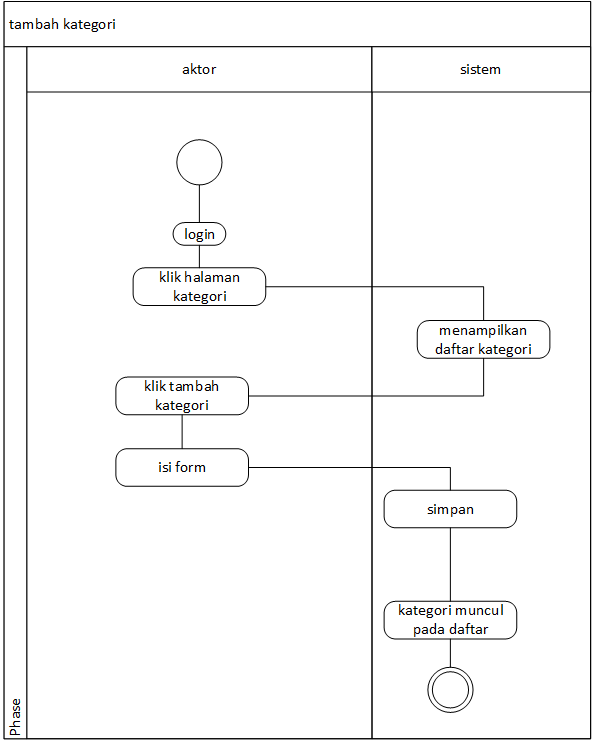 tambah kategori
aktor
sistem
login
klik halaman
kategori
menampilkan
daftar kategori
klik tambah
kategori
isi form
simpan
kategori muncul
pada daftar
Phase